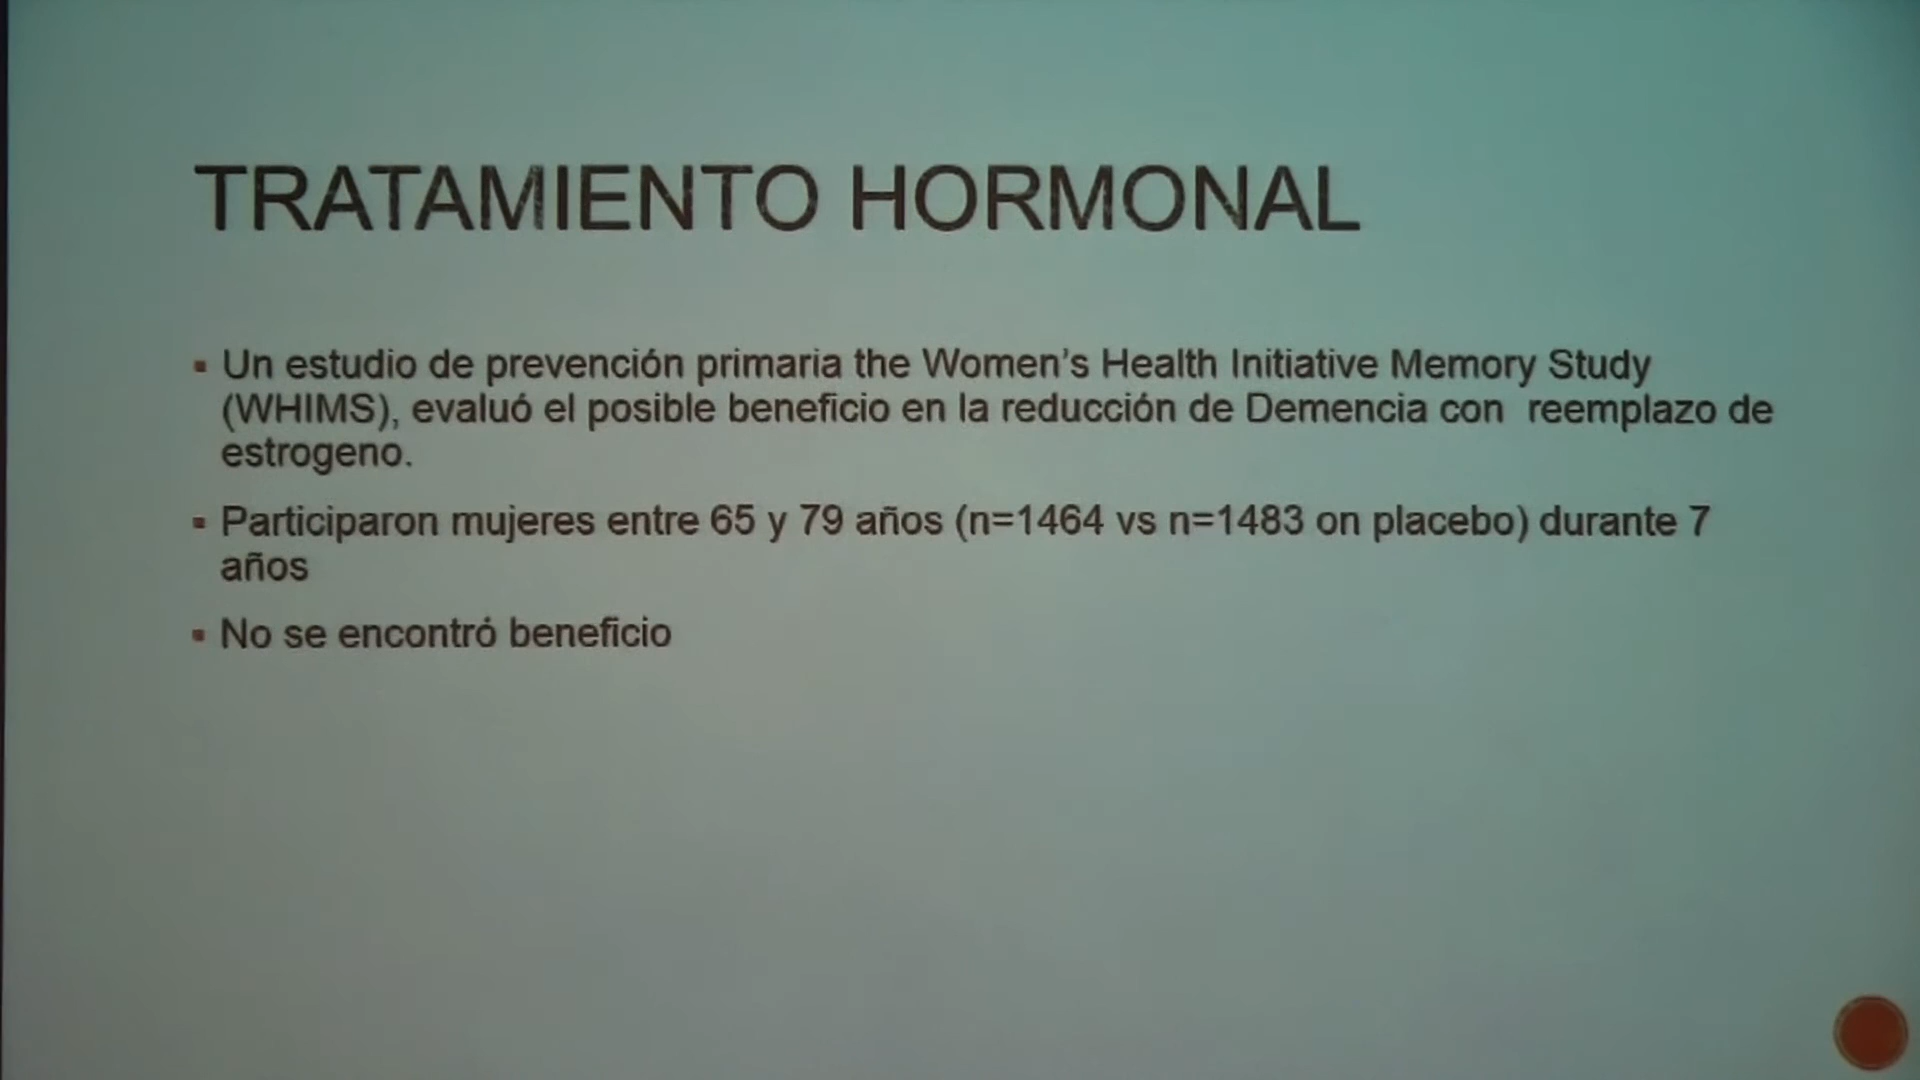 TRATAMIENTO HORMONAL
▪ Un estudio de prevención primaria the Women's Health Initiative Memory Study
(WHIMS), evaluó el posible beneficio en la reducción de Demencia con reemplazo de
estrogeno.
▪ Participaron mujeres entre 65 y 79 años (n=1464 vs n=1483 on placebo) durante 7
años
▪ No se encontró beneficio